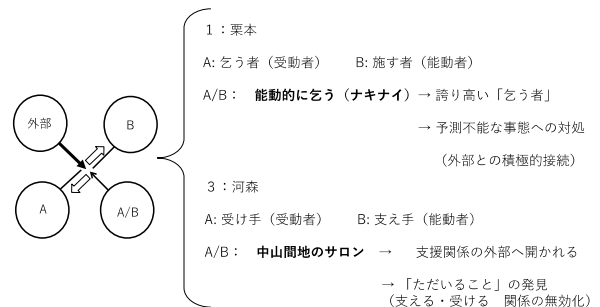 外部
B
A
A/B
1：栗本
A: 乞う者（受動者）　B: 施す者（能動者）
A/B：　能動的に乞う（ナキナイ）→ 誇り高い「乞う者」
→ 予測不能な事態への対処
（外部との積極的接続）
3：河森
A: 受け手（受動者）　B: 支え手（能動者）
A/B：　中山間地のサロン　→　支援関係の外部へ開かれる
→ 「ただいること」の発見
（支える・受ける　関係の無効化）